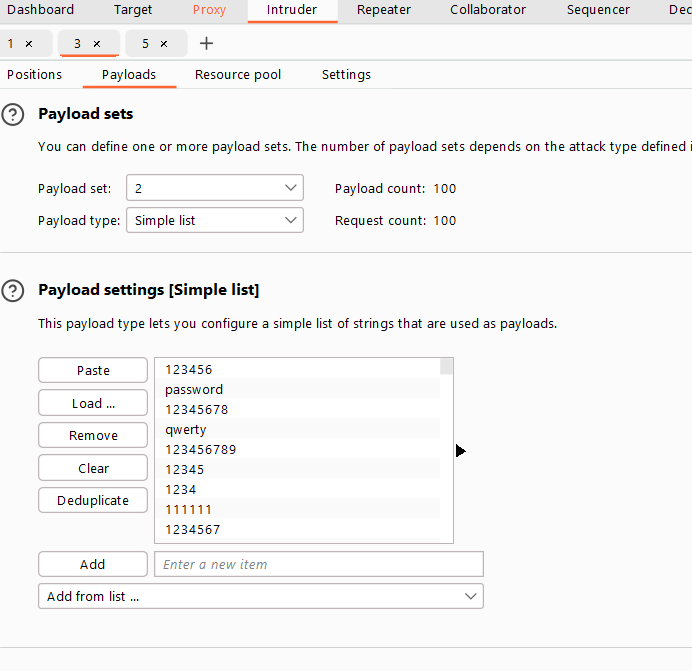 Dashboard Target Proxy Intruder Repeater Collaborator Sequencer Dec
1 × 3 × 5 × +
Positions Payloads Resource pool Settings
? Payload sets
You can define one or more payload sets. The number of payload sets depends on the attack type defined i
Payload set: 2 Payload count: 100
Payload type: Simple list Request count: 100
? Payload settings [Simple list]
This payload type lets you configure a simple list of strings that are used as payloads.
Paste
Load ...
Remove
Clear
Deduplicate
123456
password
12345678
qwerty
123456789
12345
1234
111111
1234567
Add Enter a new item
Add from list ...